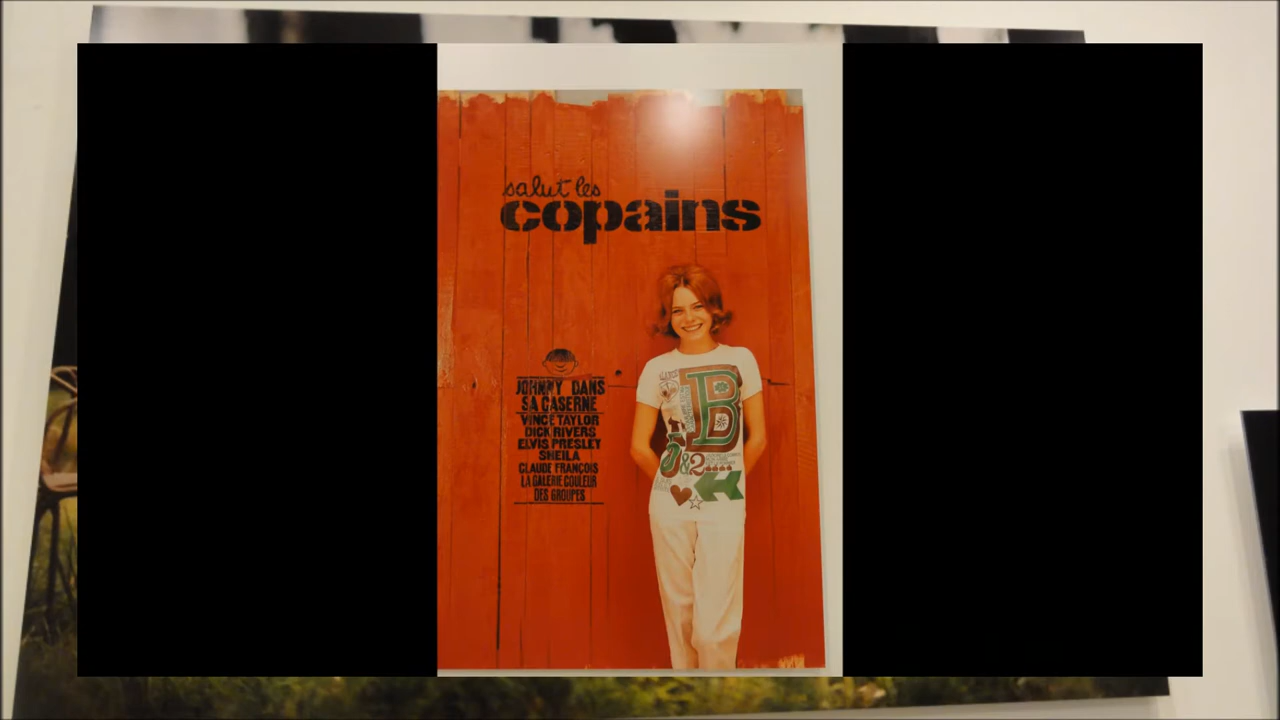 salut les
copains
JOHNNY DANS
SA CASERNE
VINCE TAYLOR
DICK RIVERS
ELVIS PRESLEY
SHEILA
CLAUDE FRANÇOIS
LA GALERIE COULEUR
DES GROUPES
B
&2